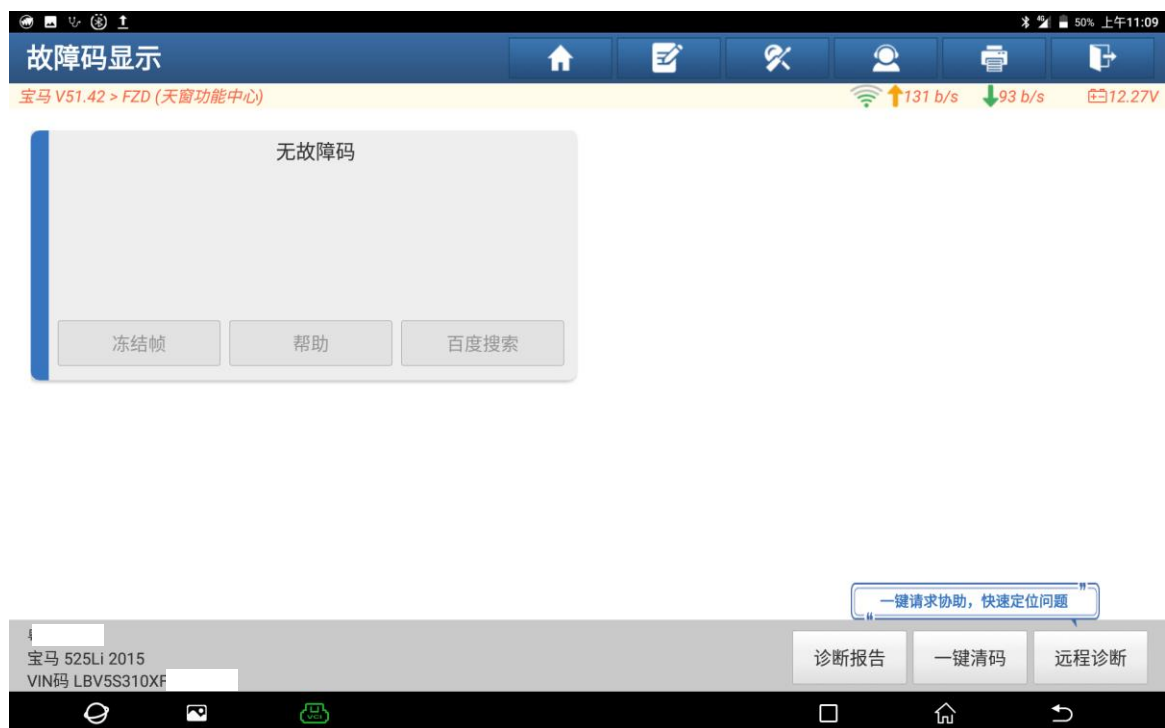 4G 50% 上午11:09
故障码显示
宝马 V51.42 > FZD (天窗功能中心)
131 b/s 93 b/s 12.27V
无故障码
冻结帧 帮助 百度搜索
一键请求协助，快速定位问题
宝马 525Li 2015
VIN码 LBV5S310XF
诊断报告 一键清码 远程诊断
VCI